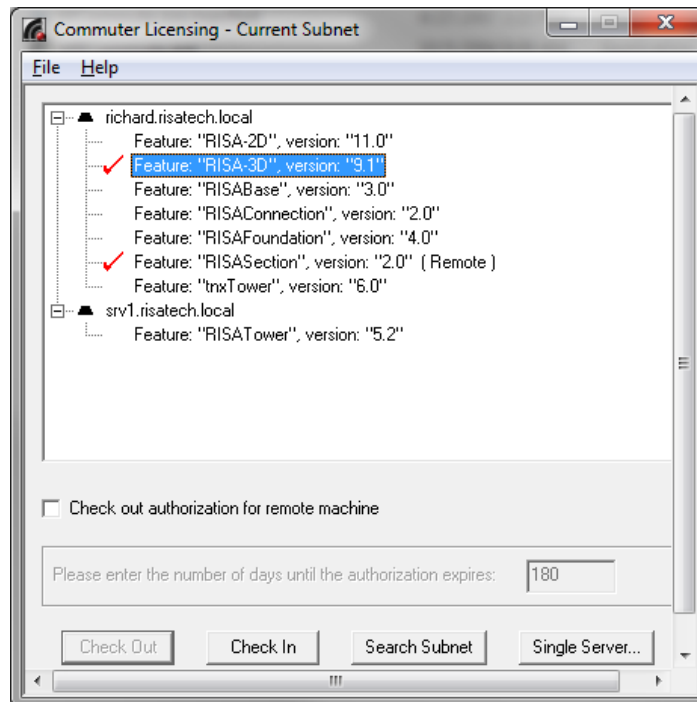 Commuter Licensing - Current Subnet
File Help
richard.risatech.local
Feature: "RISA-2D", version: "11.0"
Feature: "RISA-3D", version: "9.1"
Feature: "RISABase", version: "3.0"
Feature: "RISAConnection", version: "2.0"
Feature: "RISAFoundation", version: "4.0"
Feature: "RISASection", version: "2.0" ( Remote )
Feature: "tnxTower", version: "6.0"
srv1.risatech.local
Feature: "RISATower", version: "5.2"
Check out authorization for remote machine
Please enter the number of days until the authorization expires: 180
Check Out Check In Search Subnet Single Server...